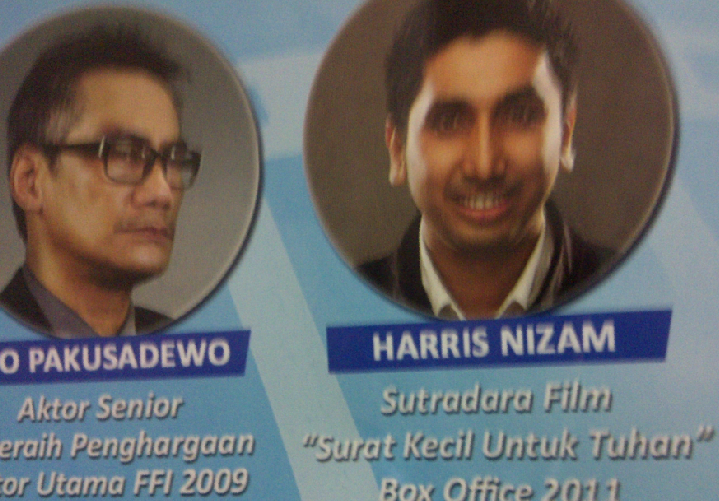 O PAKUSADEWO
Aktor Senior
eraih Penghargaan
tor Utama FFI 2009
HARRIS NIZAM
Sutradara Film
"Surat Kecil Untuk Tuhan"
Box Office 2011